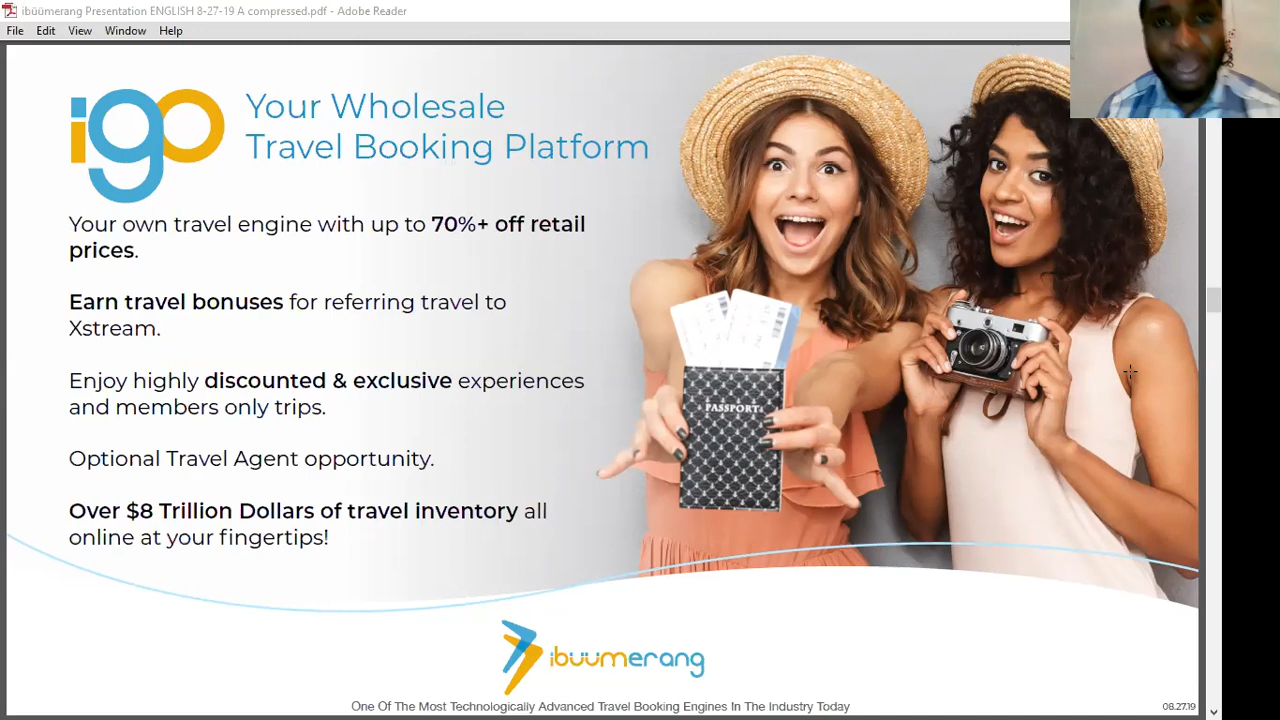 ibüümerang Presentation ENGLISH 8-27-19 A compressed.pdf - Adobe Reader
File Edit View Window Help
igo
Your Wholesale
Travel Booking Platform
Your own travel engine with up to 70%+ off retail
prices.
Earn travel bonuses for referring travel to
Xstream.
Enjoy highly discounted & exclusive experiences
and members only trips.
Optional Travel Agent opportunity.
Over $8 Trillion Dollars of travel inventory all
online at your fingertips!
PASSPORT
ibüümerang
One Of The Most Technologically Advanced Travel Booking Engines In The Industry Today
08.27.19